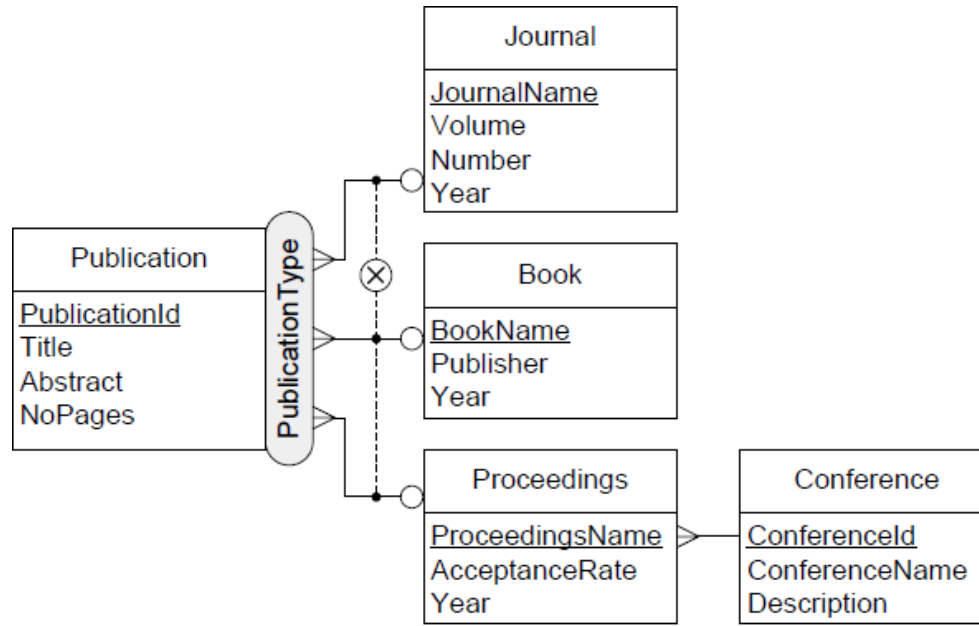 Journal
JournalName
Volume
Number
Year
Publication
PublicationId
Title
Abstract
NoPages
PublicationType
Book
BookName
Publisher
Year
Proceedings
ProceedingsName
AcceptanceRate
Year
Conference
ConferenceId
ConferenceName
Description